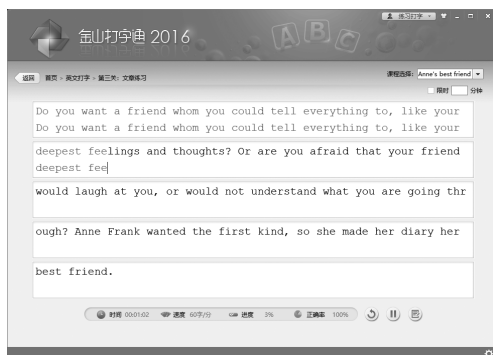 练习打字
金山打字通 2016
A B C
返回 首页 > 英文打字 > 第三关：文章练习
课程选择： Anne's best friend
限时 分钟
Do you want a friend whom you could tell everything to, like your
Do you want a friend whom you could tell everything to, like your
deepest feelings and thoughts? Or are you afraid that your friend
deepest fee
would laugh at you, or would not understand what you are going thr
ough? Anne Frank wanted the first kind, so she made her diary her
best friend.
时间 00:01:02 速度 60字/分 进度 3% 正确率 100%